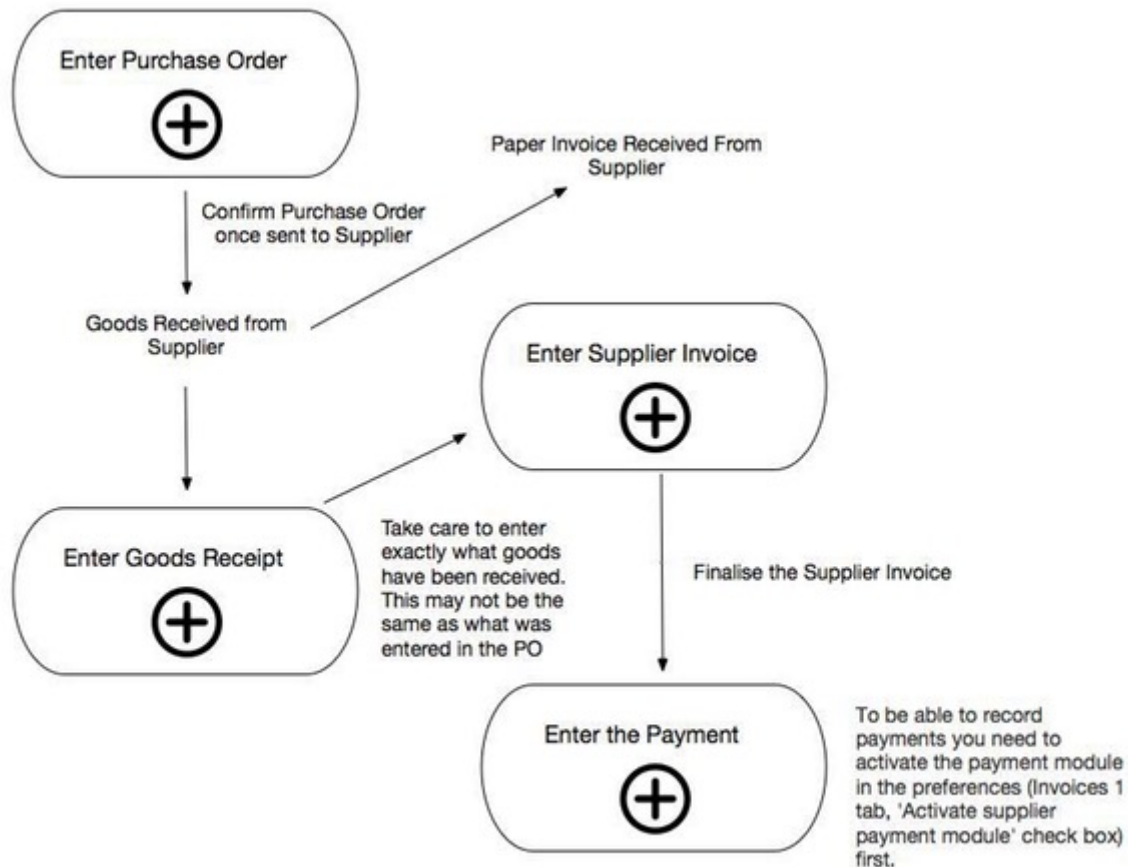 Enter Purchase Order
Paper Invoice Received From
Supplier
Confirm Purchase Order
once sent to Supplier
Goods Received from
Supplier
Enter Supplier Invoice
Enter Goods Receipt
Take care to enter
exactly what goods
have been received.
This may not be the
same as what was
entered in the PO
Finalise the Supplier Invoice
Enter the Payment
To be able to record
payments you need to
activate the payment module
in the preferences (Invoices 1
tab, 'Activate supplier
payment module' check box)
first.